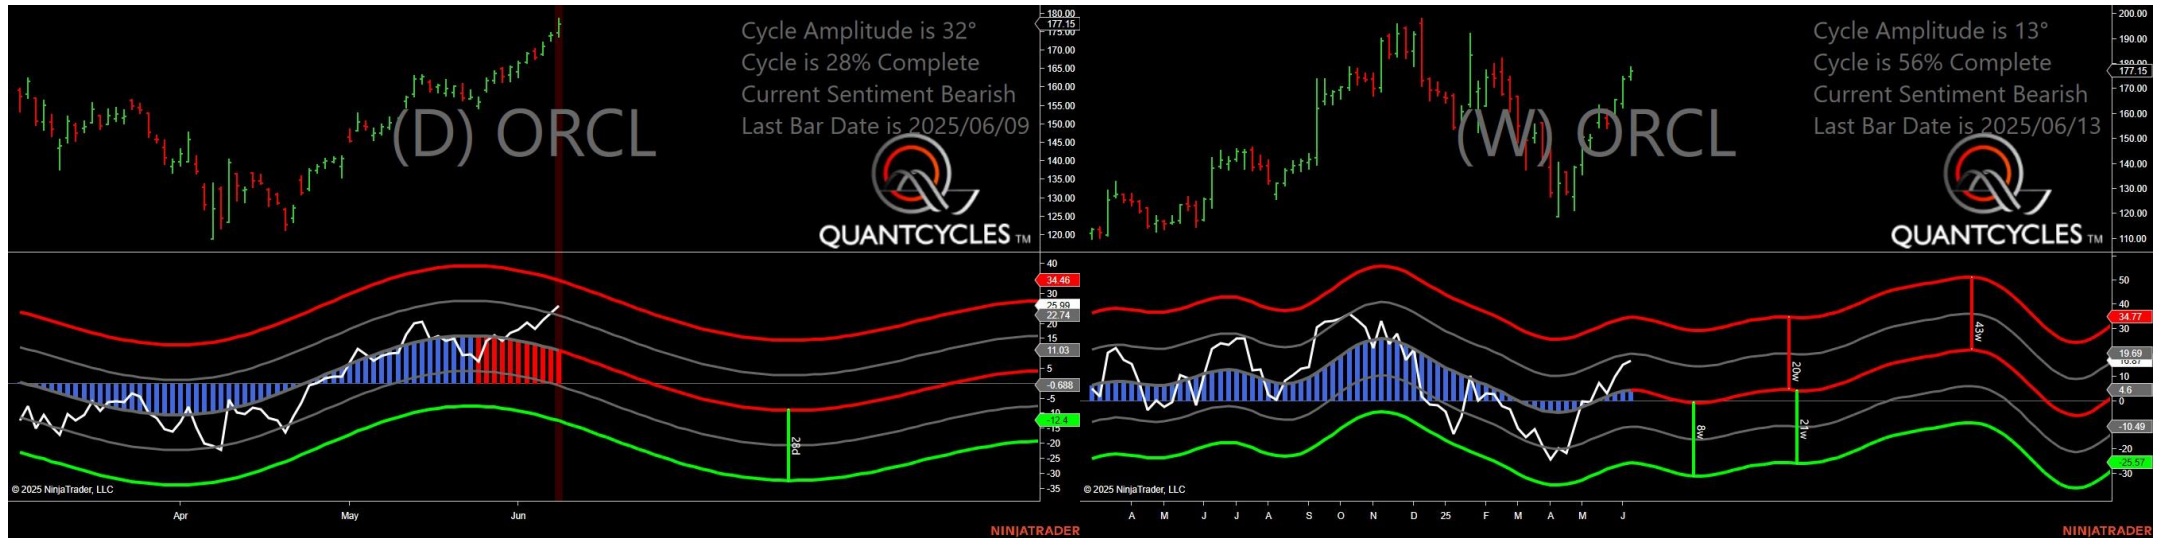 Cycle Amplitude is 32°
Cycle is 28% Complete
Current Sentiment Bearish
Last Bar Date is 2025/06/09
(D) ORCL
QUANTCYCLES TM
180.00
177.15
175.00
170.00
165.00
160.00
155.00
150.00
145.00
140.00
135.00
130.00
125.00
120.00
40
34.46
30
25.99
22.74
20
15
11.03
5
-0.688
-5
-10
-12.4
-15
-20
-25
-30
-35
28d
© 2025 NinjaTrader, LLC
Apr May Jun
NINJATRADER
Cycle Amplitude is 13°
Cycle is 56% Complete
Current Sentiment Bearish
Last Bar Date is 2025/06/13
(W) ORCL
QUANTCYCLES TM
200.00
190.00
180.00
177.15
170.00
160.00
150.00
140.00
130.00
120.00
110.00
50
40
34.77
30
19.69
10
4.6
0
-10.49
-20
-25.57
-30
8w
20w
21w
43w
© 2025 NinjaTrader, LLC
A M J J A S O N D 25 F M A M J
NINJATRADER